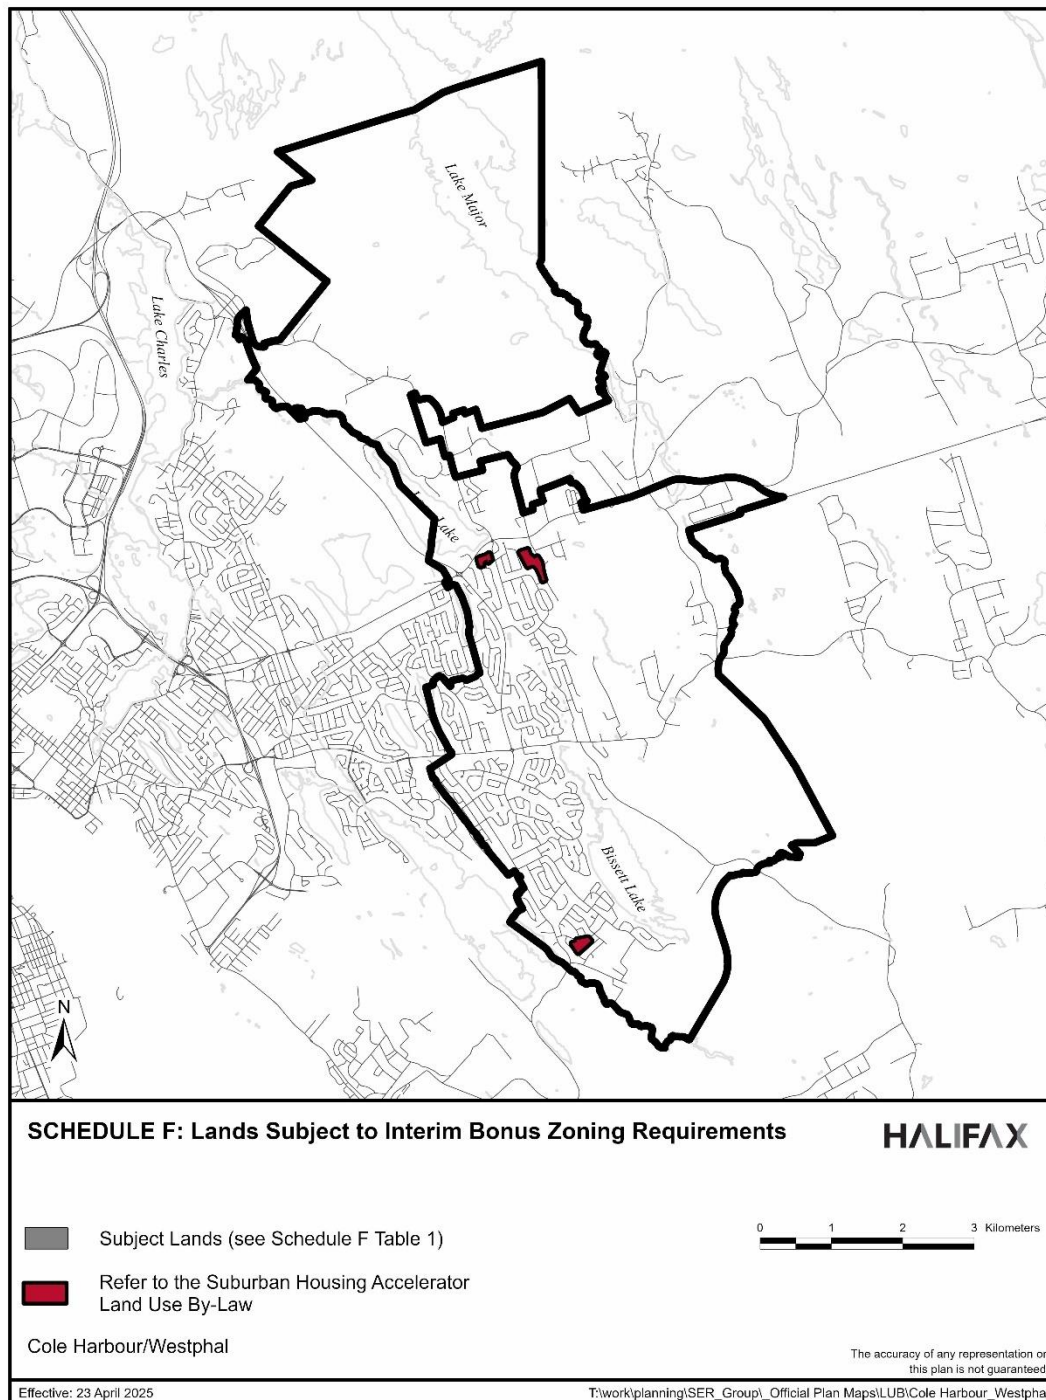 Lake Major
Lake Charles
Lake
Bissett Lake
N
SCHEDULE F: Lands Subject to Interim Bonus Zoning Requirements
HALIFAX
Subject Lands (see Schedule F Table 1)
0 1 2 3 Kilometers
Refer to the Suburban Housing Accelerator
Land Use By-Law
Cole Harbour/Westphal
The accuracy of any representation on
this plan is not guaranteed
Effective: 23 April 2025
T:\work\planning\SER_Group\_Official Plan Maps\LUB\Cole Harbour_Westpha